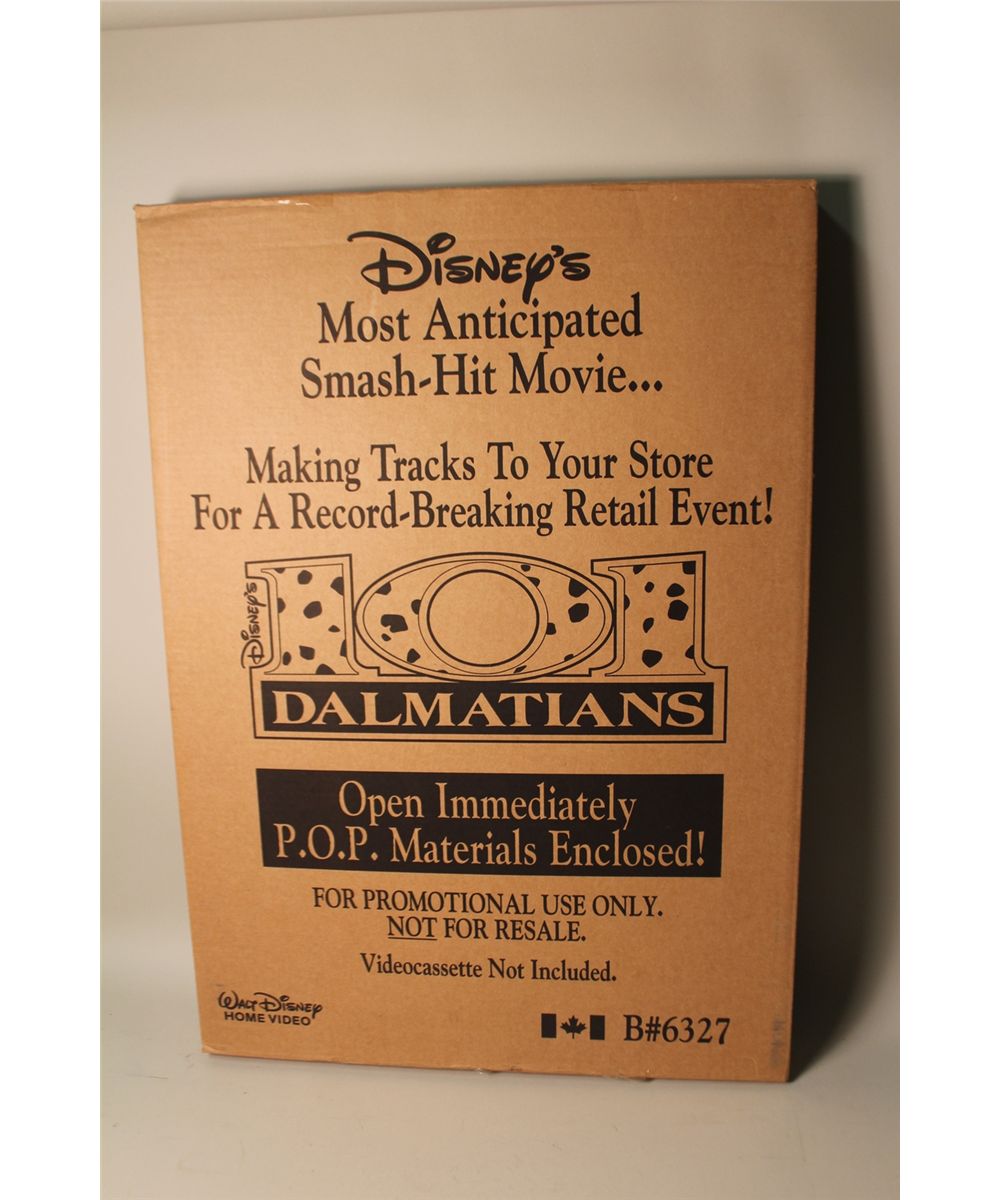 Disney's
Most Anticipated
Smash-Hit Movie...
Making Tracks To Your Store
For A Record-Breaking Retail Event!
Disney's
101
DALMATIANS
Open Immediately
P.O.P. Materials Enclosed!
FOR PROMOTIONAL USE ONLY.
NOT FOR RESALE.
Videocassette Not Included.
Walt Disney
HOME VIDEO
B#6327